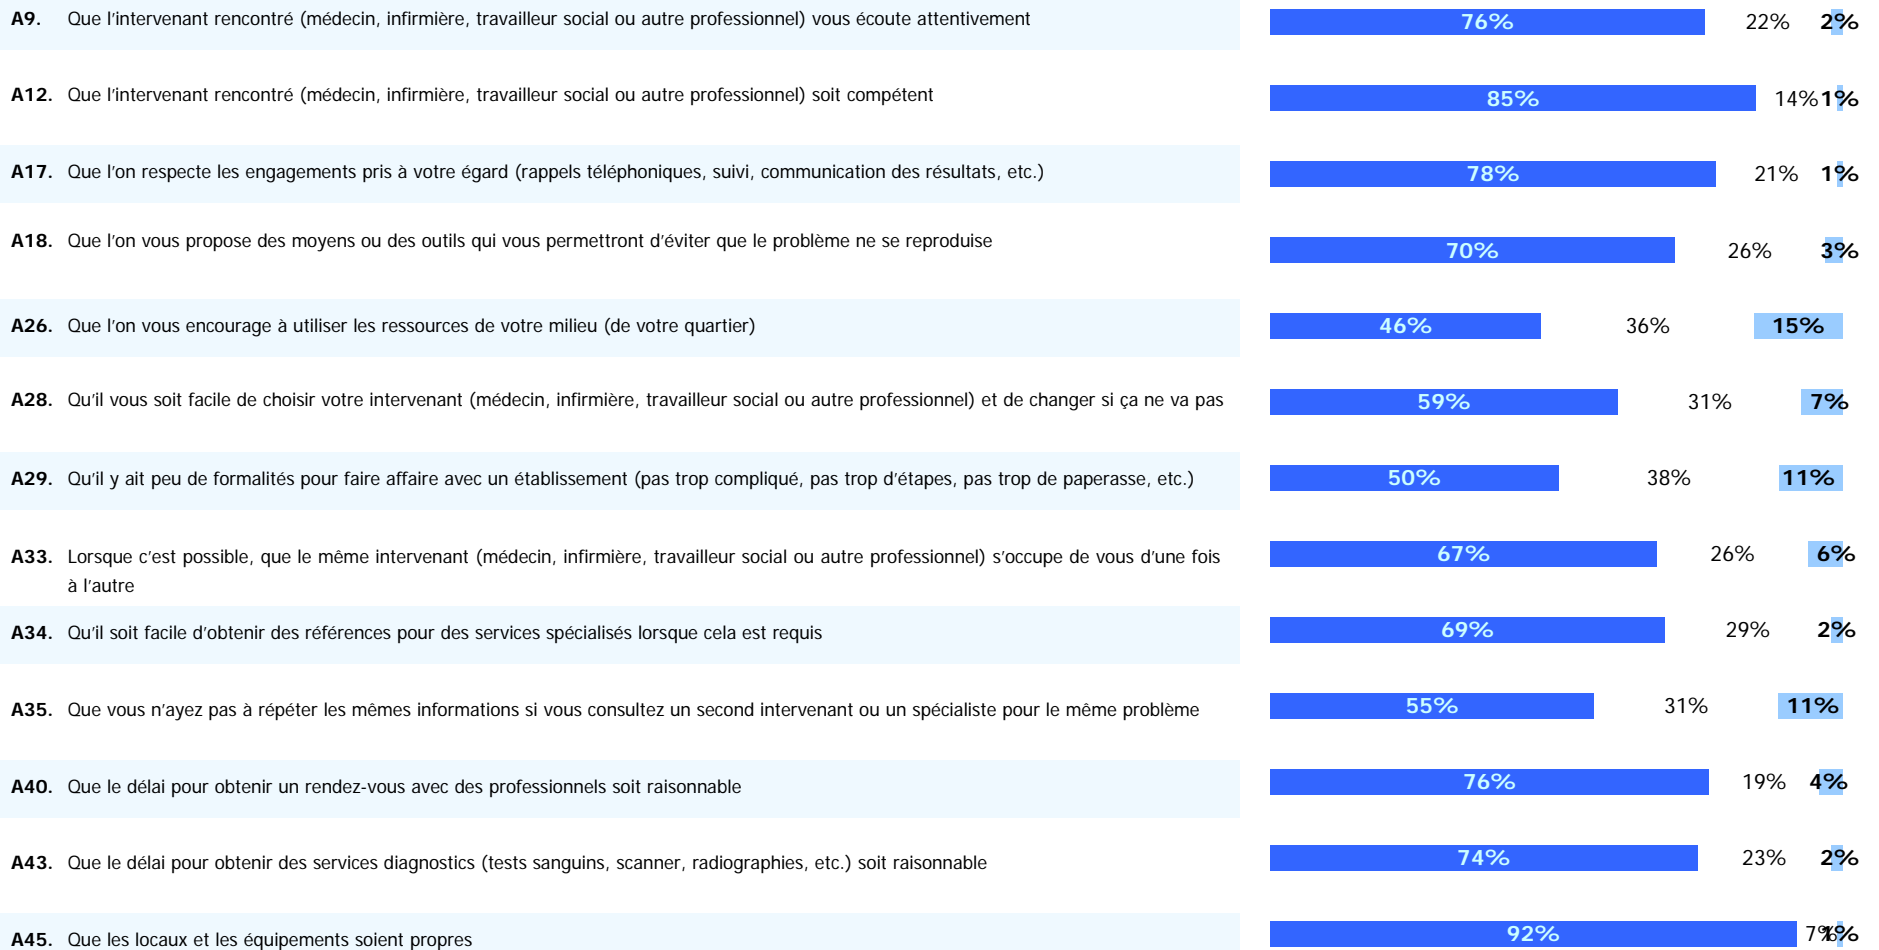 A9. Que l'intervenant rencontré (médecin, infirmière, travailleur social ou autre professionnel) vous écoute attentivement 76% 22% 2%
A12. Que l'intervenant rencontré (médecin, infirmière, travailleur social ou autre professionnel) soit compétent 85% 14% 1%
A17. Que l'on respecte les engagements pris à votre égard (rappels téléphoniques, suivi, communication des résultats, etc.) 78% 21% 1%
A18. Que l'on vous propose des moyens ou des outils qui vous permettront d'éviter que le problème ne se reproduise 70% 26% 3%
A26. Que l'on vous encourage à utiliser les ressources de votre milieu (de votre quartier) 46% 36% 15%
A28. Qu'il vous soit facile de choisir votre intervenant (médecin, infirmière, travailleur social ou autre professionnel) et de changer si ça ne va pas 59% 31% 7%
A29. Qu'il y ait peu de formalités pour faire affaire avec un établissement (pas trop compliqué, pas trop d'étapes, pas trop de paperasse, etc.) 50% 38% 11%
A33. Lorsque c'est possible, que le même intervenant (médecin, infirmière, travailleur social ou autre professionnel) s'occupe de vous d'une fois 67% 26% 6%
à l'autre
A34. Qu'il soit facile d'obtenir des références pour des services spécialisés lorsque cela est requis 69% 29% 2%
A35. Que vous n'ayez pas à répéter les mêmes informations si vous consultez un second intervenant ou un spécialiste pour le même problème 55% 31% 11%
A40. Que le délai pour obtenir un rendez-vous avec des professionnels soit raisonnable 76% 19% 4%
A43. Que le délai pour obtenir des services diagnostics (tests sanguins, scanner, radiographies, etc.) soit raisonnable 74% 23% 2%
A45. Que les locaux et les équipements soient propres 92% 7% 1%